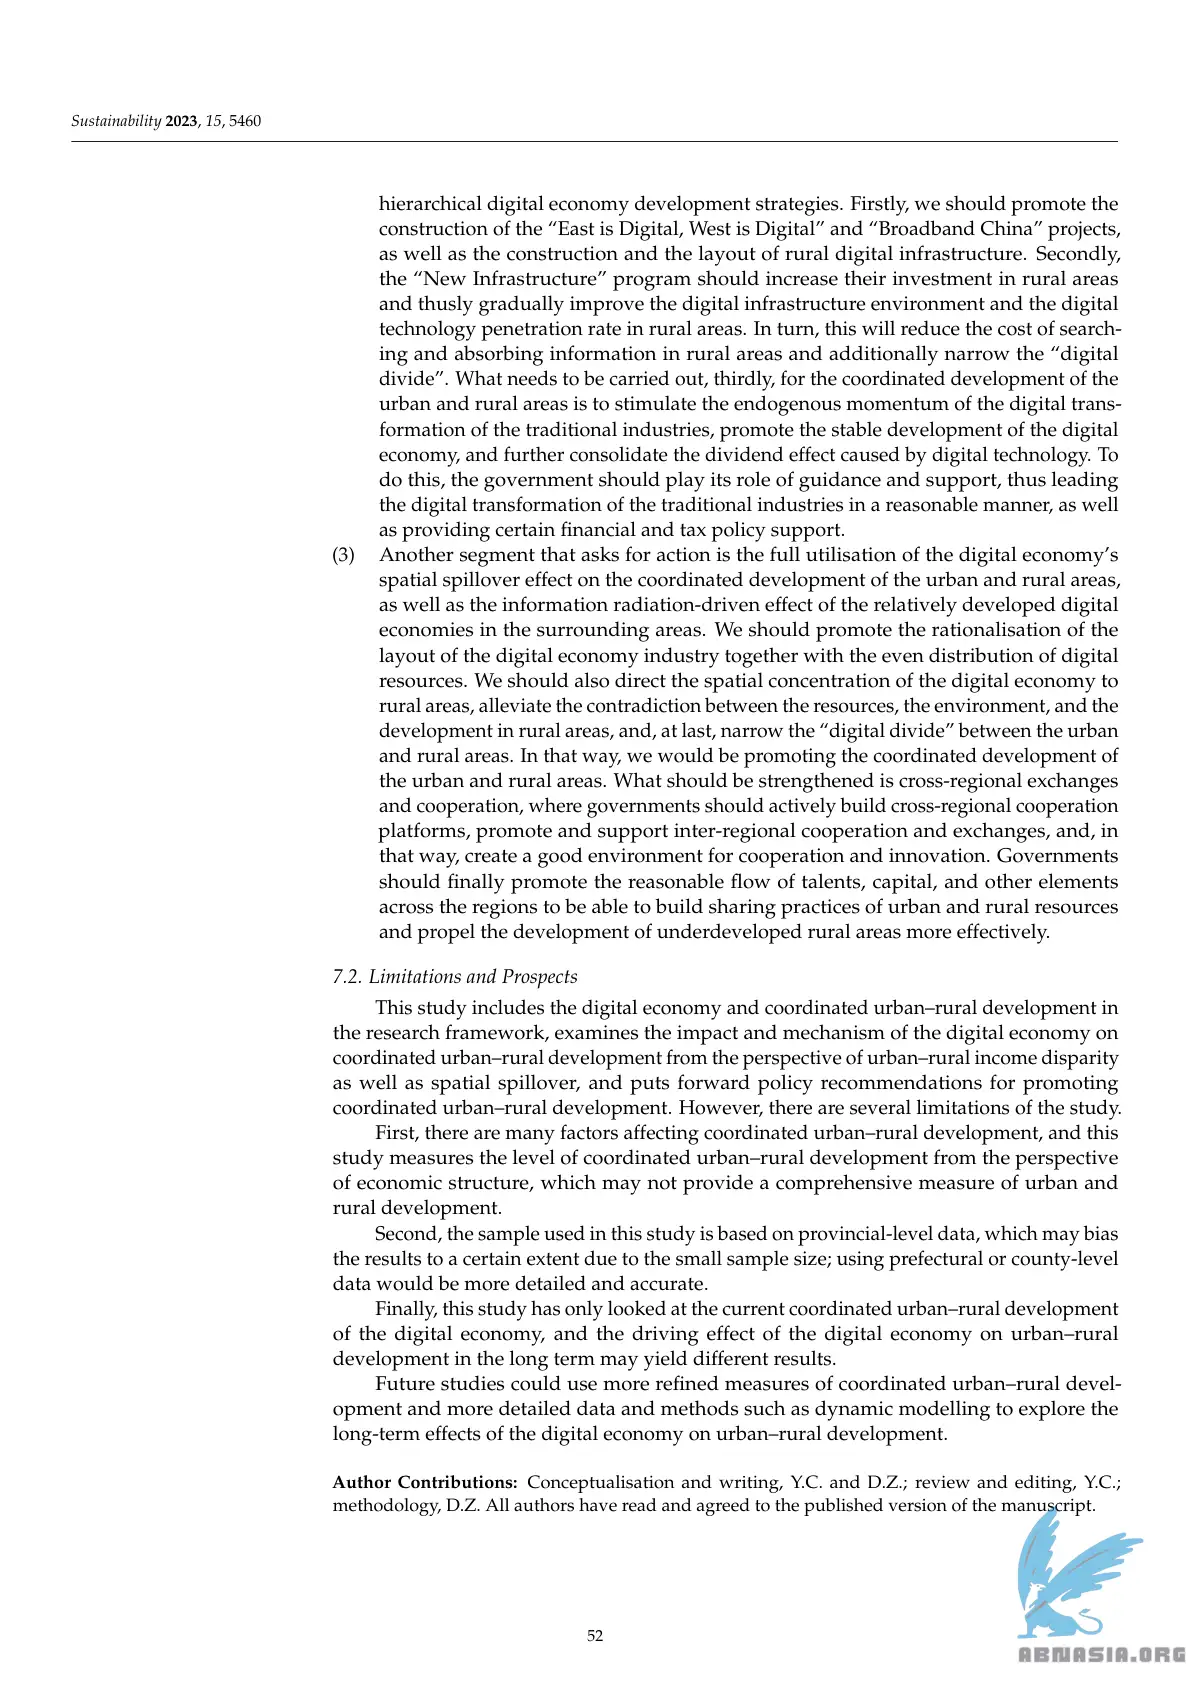 Sustainability 2023, 15, 5460
hierarchical digital economy development strategies. Firstly, we should promote the
construction of the “East is Digital, West is Digital” and “Broadband China” projects,
as well as the construction and the layout of rural digital infrastructure. Secondly,
the “New Infrastructure” program should increase their investment in rural areas
and thusly gradually improve the digital infrastructure environment and the digital
technology penetration rate in rural areas. In turn, this will reduce the cost of search-
ing and absorbing information in rural areas and additionally narrow the “digital
divide”. What needs to be carried out, thirdly, for the coordinated development of the
urban and rural areas is to stimulate the endogenous momentum of the digital trans-
formation of the traditional industries, promote the stable development of the digital
economy, and further consolidate the dividend effect caused by digital technology. To
do this, the government should play its role of guidance and support, thus leading
the digital transformation of the traditional industries in a reasonable manner, as well
as providing certain financial and tax policy support.
(3) Another segment that asks for action is the full utilisation of the digital economy’s
spatial spillover effect on the coordinated development of the urban and rural areas,
as well as the information radiation-driven effect of the relatively developed digital
economies in the surrounding areas. We should promote the rationalisation of the
layout of the digital economy industry together with the even distribution of digital
resources. We should also direct the spatial concentration of the digital economy to
rural areas, alleviate the contradiction between the resources, the environment, and the
development in rural areas, and, at last, narrow the “digital divide” between the urban
and rural areas. In that way, we would be promoting the coordinated development of
the urban and rural areas. What should be strengthened is cross-regional exchanges
and cooperation, where governments should actively build cross-regional cooperation
platforms, promote and support inter-regional cooperation and exchanges, and, in
that way, create a good environment for cooperation and innovation. Governments
should finally promote the reasonable flow of talents, capital, and other elements
across the regions to be able to build sharing practices of urban and rural resources
and propel the development of underdeveloped rural areas more effectively.
7.2. Limitations and Prospects
This study includes the digital economy and coordinated urban–rural development in
the research framework, examines the impact and mechanism of the digital economy on
coordinated urban–rural development from the perspective of urban–rural income disparity
as well as spatial spillover, and puts forward policy recommendations for promoting
coordinated urban–rural development. However, there are several limitations of the study.
First, there are many factors affecting coordinated urban–rural development, and this
study measures the level of coordinated urban–rural development from the perspective
of economic structure, which may not provide a comprehensive measure of urban and
rural development.
Second, the sample used in this study is based on provincial-level data, which may bias
the results to a certain extent due to the small sample size; using prefectural or county-level
data would be more detailed and accurate.
Finally, this study has only looked at the current coordinated urban–rural development
of the digital economy, and the driving effect of the digital economy on urban–rural
development in the long term may yield different results.
Future studies could use more refined measures of coordinated urban–rural devel-
opment and more detailed data and methods such as dynamic modelling to explore the
long-term effects of the digital economy on urban–rural development.
Author Contributions: Conceptualisation and writing, Y.C. and D.Z.; review and editing, Y.C.;
methodology, D.Z. All authors have read and agreed to the published version of the manuscript.
52
ABNASIA.ORG